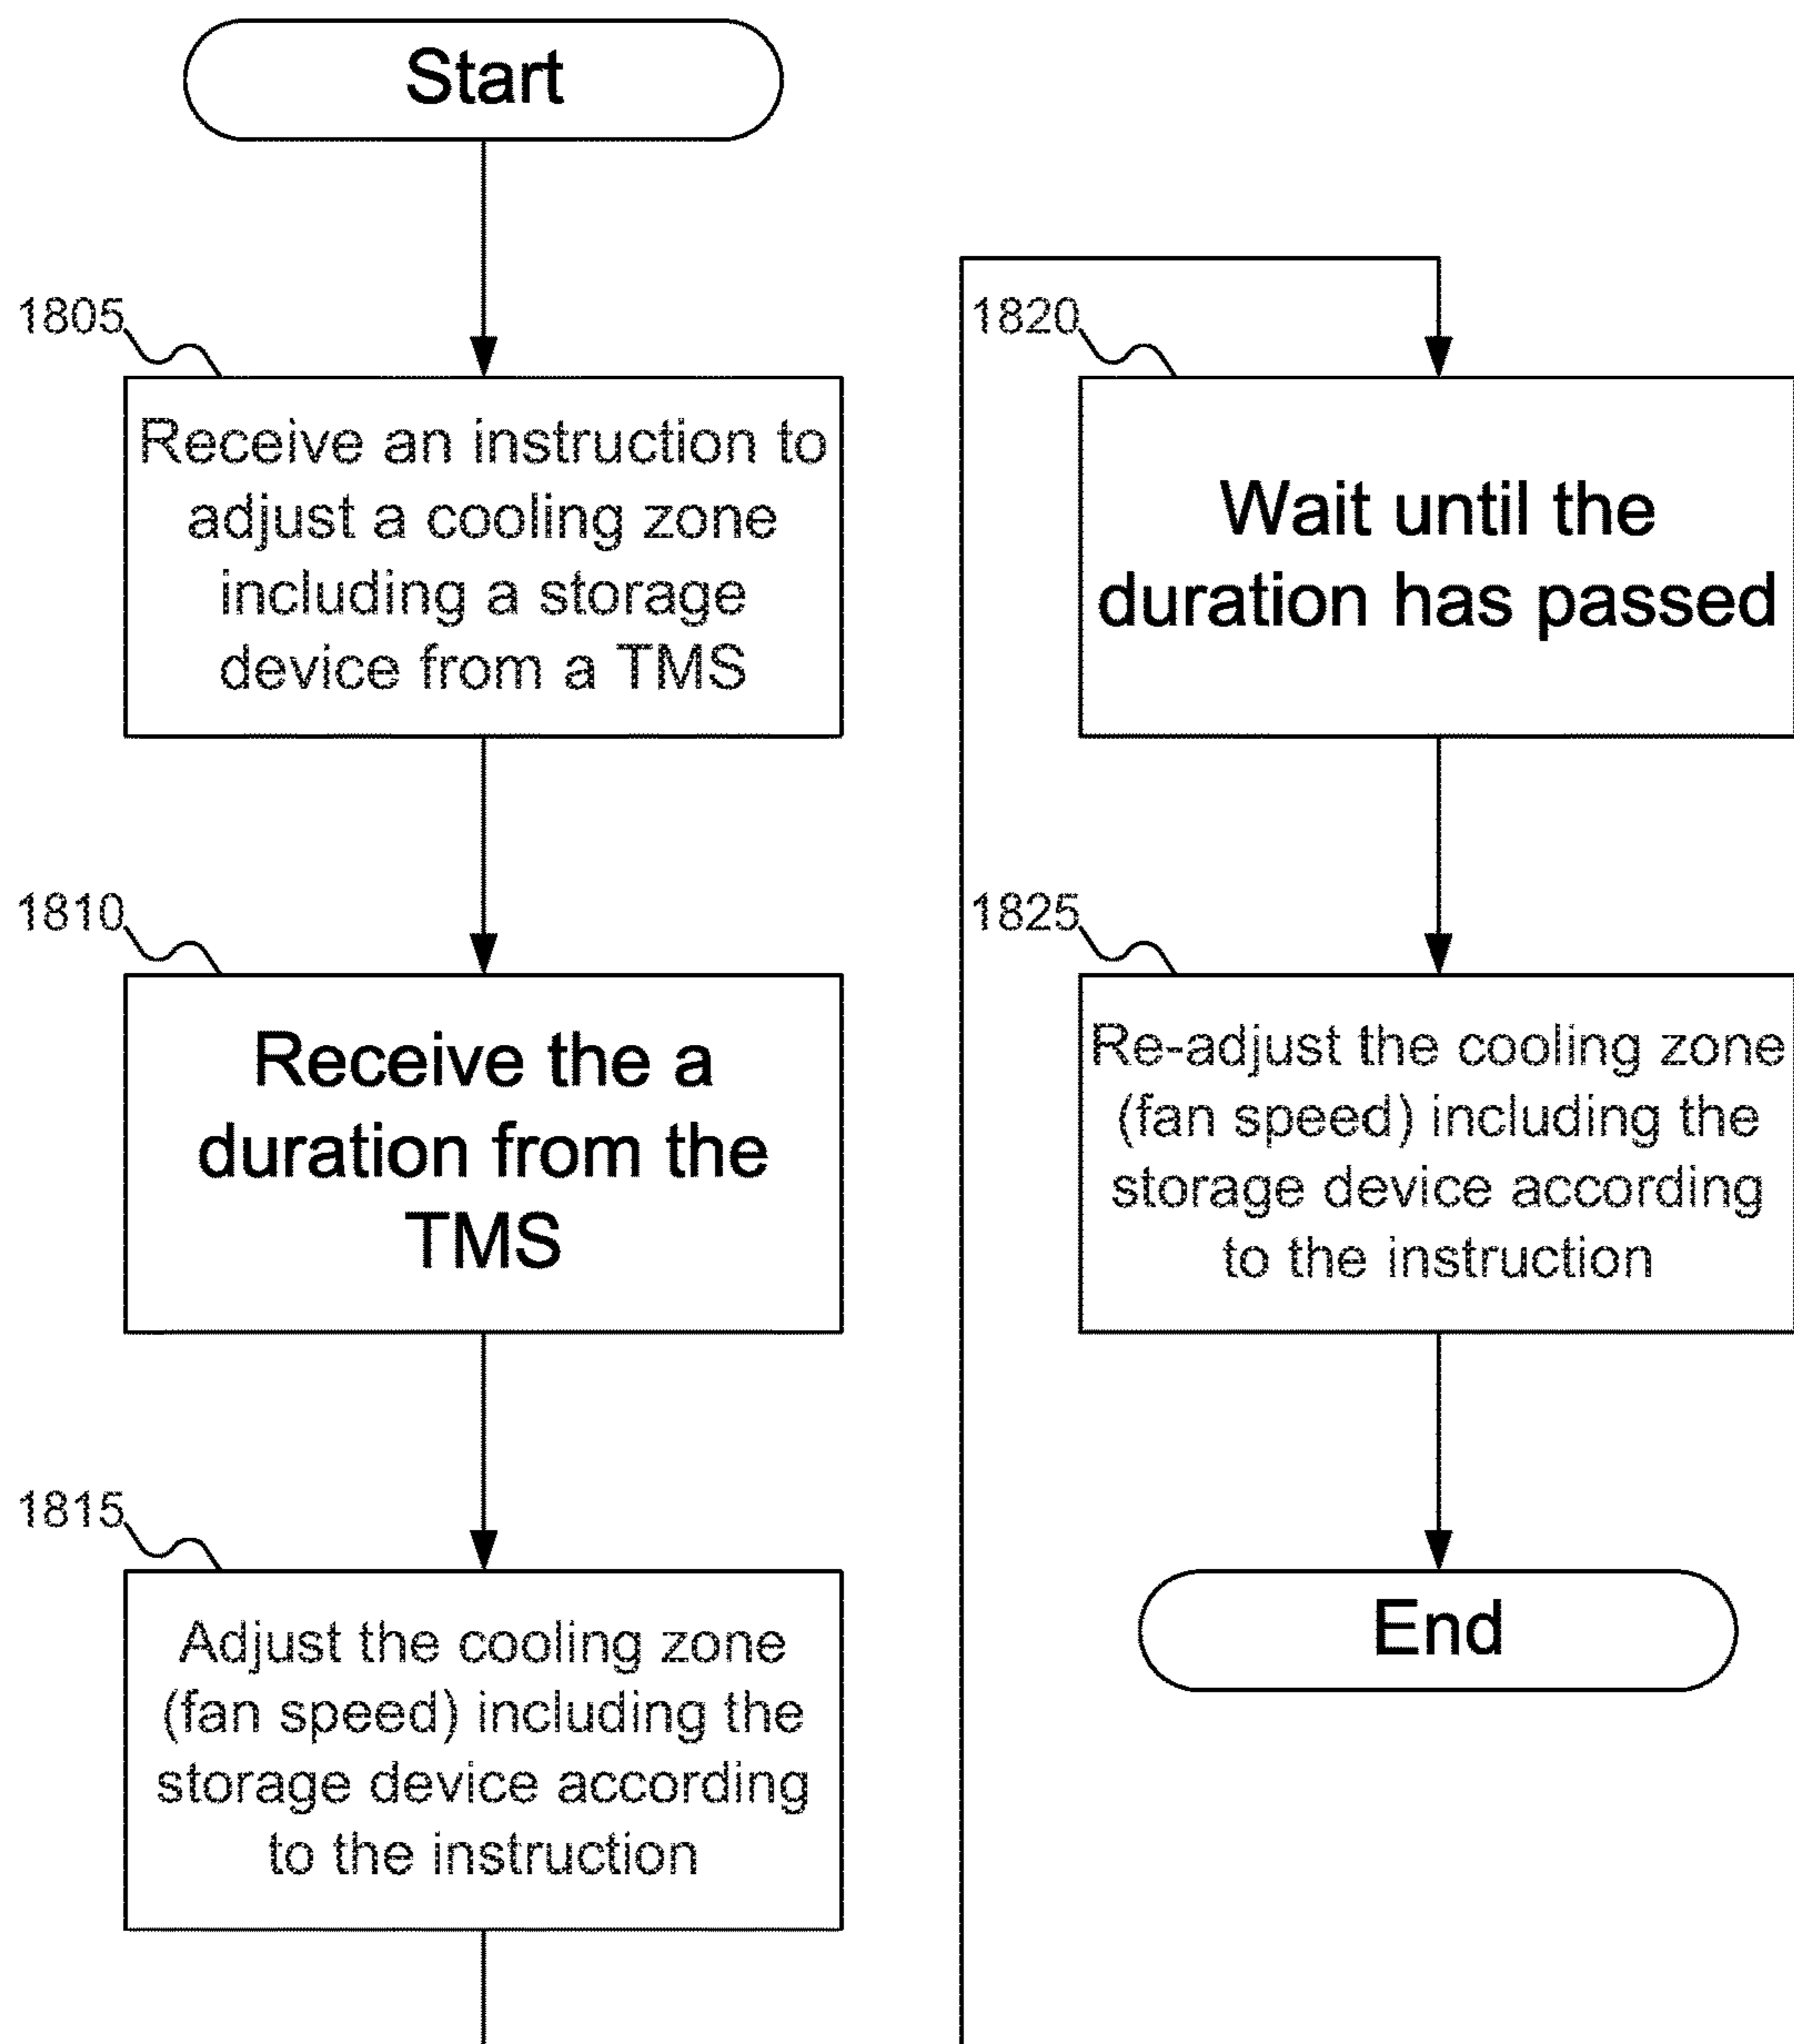 Start
1805
Receive an instruction to
adjust a cooling zone
including a storage
device from a TMS
1810
Receive the a
duration from the
TMS
1815
Adjust the cooling zone
(fan speed) including the
storage device according
to the instruction
1820
Wait until the
duration has passed
1825
Re-adjust the cooling zone
(fan speed) including the
storage device according
to the instruction
End